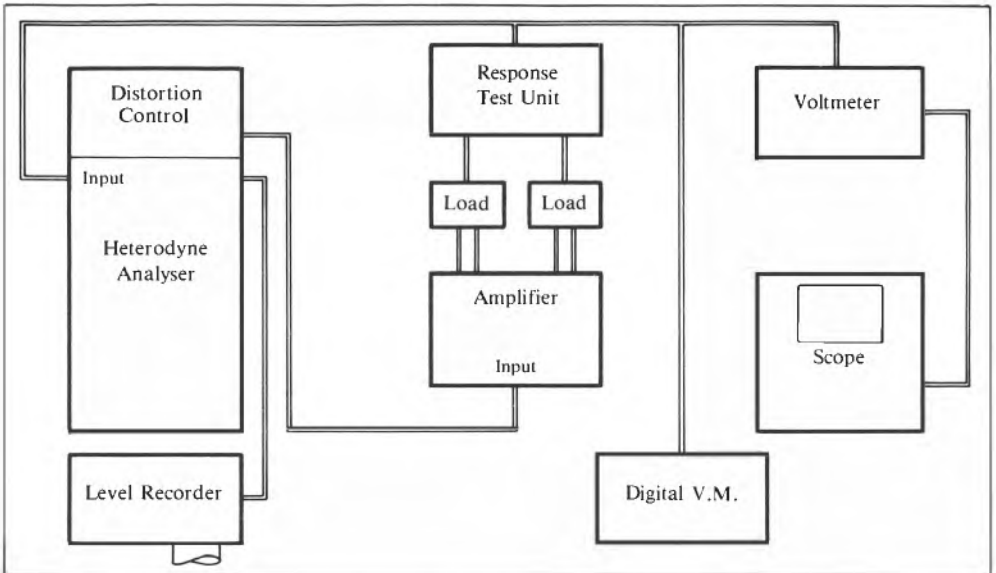 Distortion
Control
Input
Heterodyne
Analyser
Level Recorder
Response
Test Unit
Load
Load
Amplifier
Input
Voltmeter
Scope
Digital V.M.